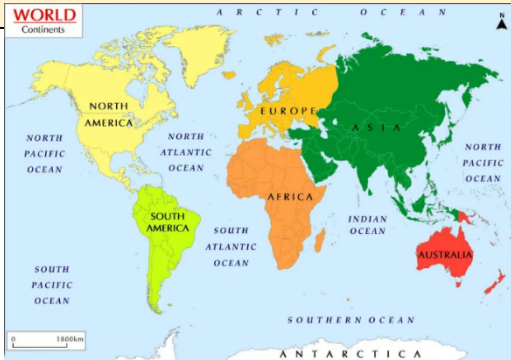 WORLD
Continents
ARCTIC OCEAN
N
NORTH
AMERICA
EUROPE
ASIA
NORTH
PACIFIC
OCEAN
NORTH
ATLANTIC
OCEAN
NORTH
PACIFIC
OCEAN
AFRICA
SOUTH
AMERICA
SOUTH
ATLANTIC
OCEAN
INDIAN
OCEAN
AUSTRALIA
SOUTH
PACIFIC
OCEAN
SOUTHERN OCEAN
0 1800km
ANTARCTICA